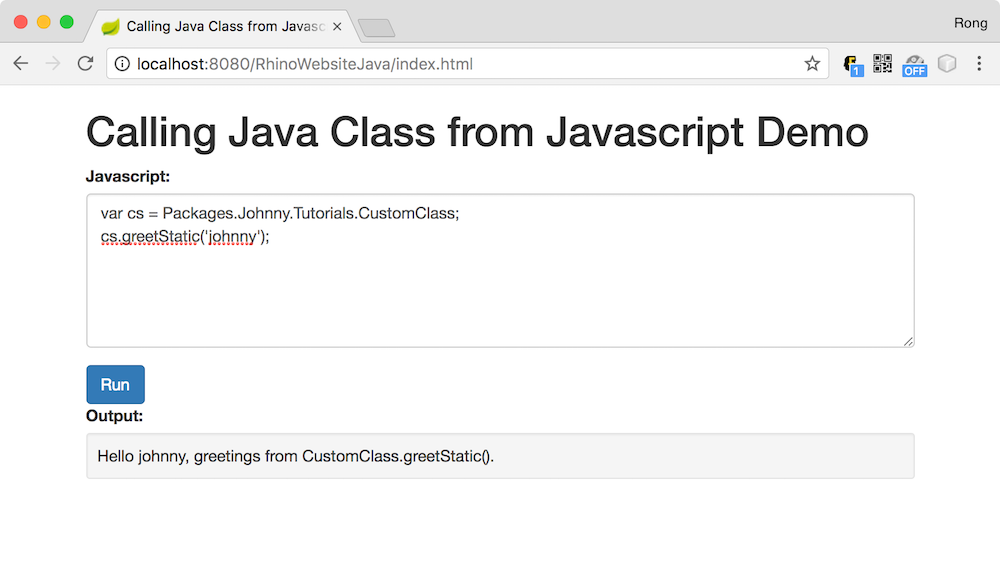 Calling Java Class from Javasc
Rong
localhost:8080/RhinoWebsiteJava/index.html
1
OFF
Calling Java Class from Javascript Demo
Javascript:
var cs = Packages.Johnny.Tutorials.CustomClass;
cs.greetStatic('johnny');
Run
Output:
Hello johnny, greetings from CustomClass.greetStatic().